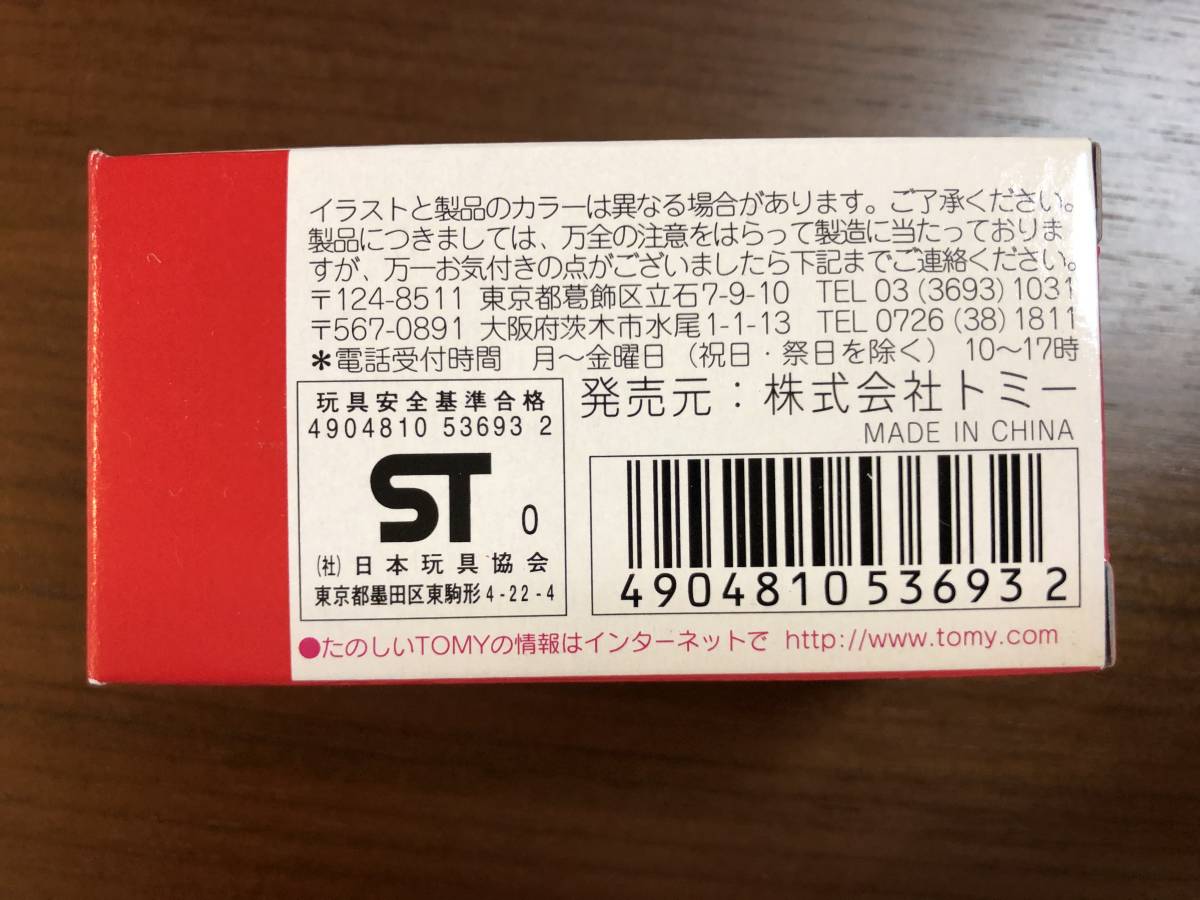 イラストと製品のカラーは異なる場合があります。ご了承ください。
製品につきましては、万全の注意をはらって製造に当たっておりま
すが、万一お気付きの点がございましたら下記までご連絡ください。
〒124-8511 東京都葛飾区立石7-9-10 TEL 03 (3693) 1031
〒567-0891 大阪府茨木市水尾1-1-13 TEL 0726 (38) 1811
＊電話受付時間 月〜金曜日（祝日・祭日を除く） 10〜17時
発売元：株式会社トミー
MADE IN CHINA
玩具安全基準合格
4904810 53693 2
ST 0
(社) 日本玩具協会
東京都墨田区東駒形4-22-4
4904810536932
●たのしいTOMYの情報はインターネットで http://www.tomy.com